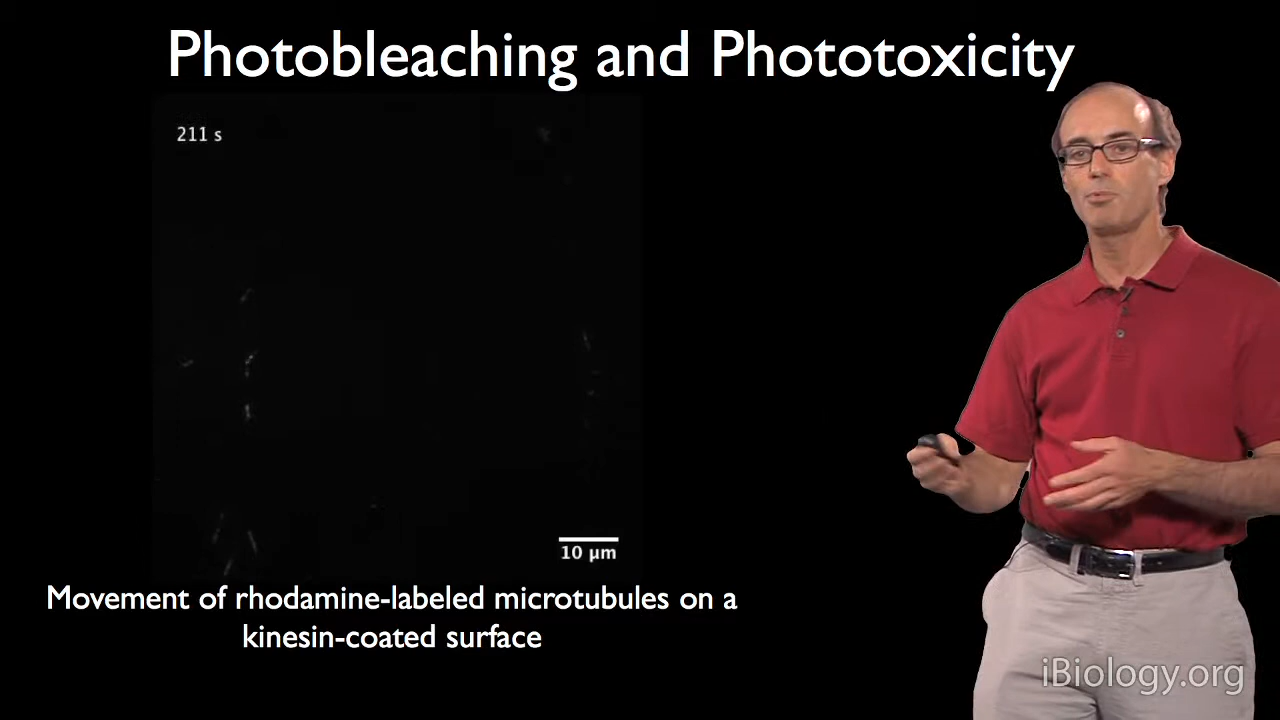 Photobleaching and Phototoxicity
211 s
10 µm
Movement of rhodamine-labeled microtubules on a
kinesin-coated surface
iBiology.org